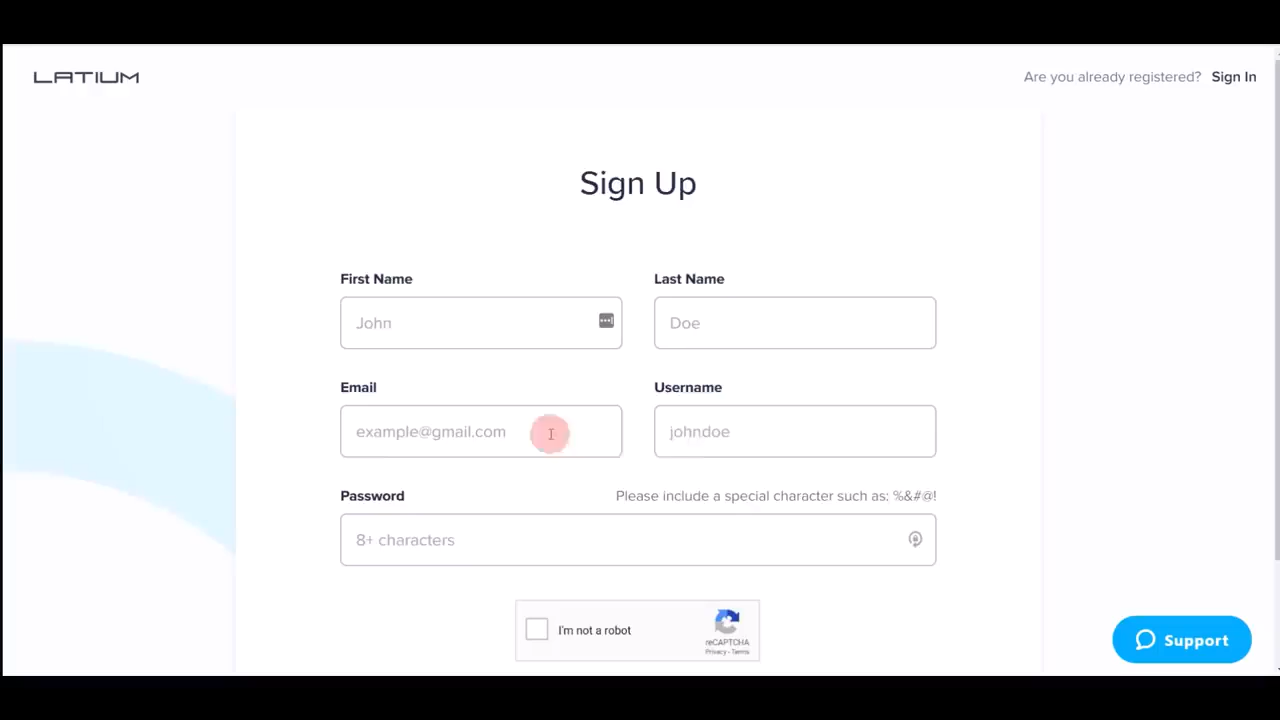 LATIUM
Are you already registered? Sign In
Sign Up
First Name
Last Name
John
Doe
Email
Username
example@gmail.com
johndoe
Password
Please include a special character such as: %&#@!
8+ characters
I'm not a robot
reCAPTCHA
Privacy - Terms
Support